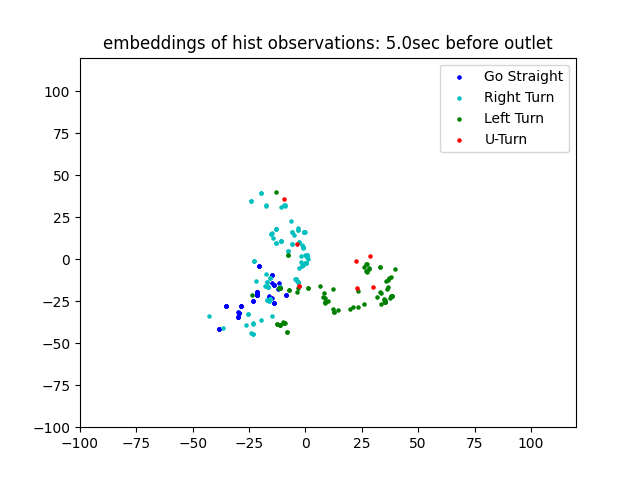 embeddings of hist observations: 5.0sec before outlet
Go Straight
Right Turn
Left Turn
U-Turn
100
75
50
25
0
−25
−50
−75
−100
−100 −75 −50 −25 0 25 50 75 100